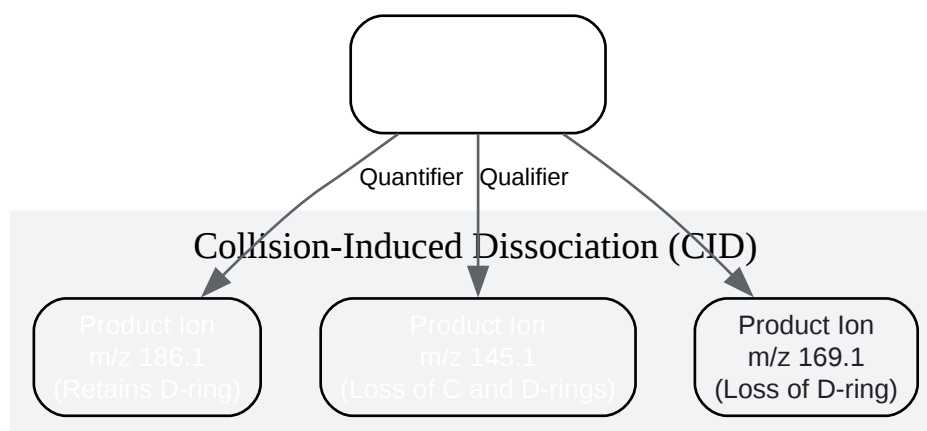 Quantifier
Qualifier
Collision-Induced Dissociation (CID)
Product Ion
m/z 186.1
(Retains D-ring)
Product Ion
m/z 145.1
(Loss of C and D-rings)
Product Ion
m/z 169.1
(Loss of D-ring)